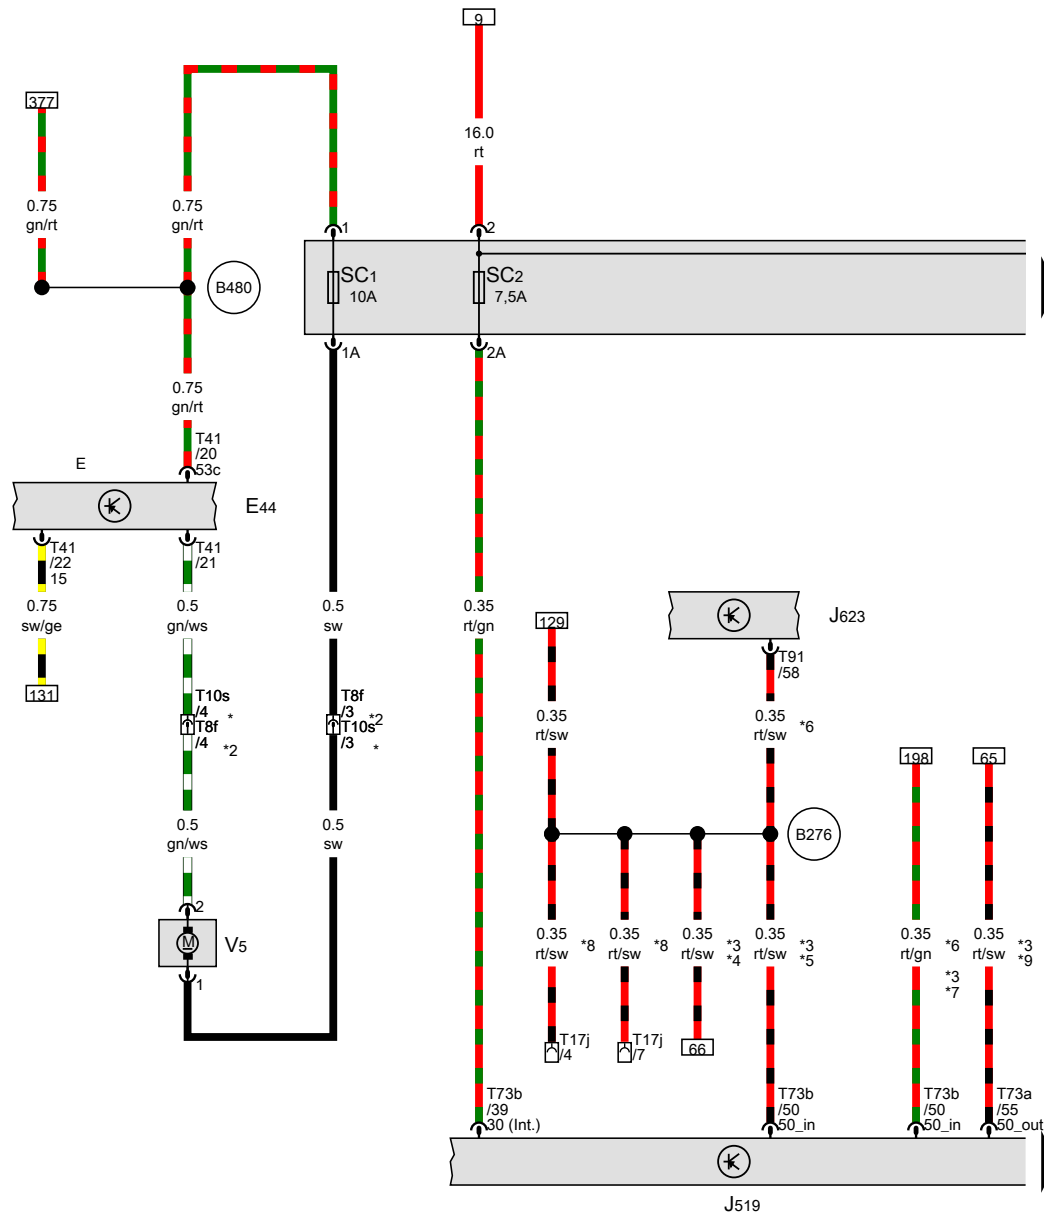 9
377
16.0
rt
0.75
gn/rt
0.75
gn/rt
1
2
B480
SC1
10A
SC2
7,5A
1A
2A
0.75
gn/rt
T41
/20
53c
E
E44
T41
/22
15
T41
/21
0.75
sw/ge
0.5
gn/ws
0.5
sw
0.35
rt/gn
129
J623
T91
/58
131
T10s
/4
*
T8f
/4
*2
T8f
/3
*2
T10s
/3
*
0.35
rt/sw
0.35
rt/sw
*6
198
65
0.5
gn/ws
0.5
sw
B276
2
M
V5
1
0.35
rt/sw
*8
0.35
rt/sw
*8
0.35
rt/sw
*3
*4
0.35
rt/sw
*3
*5
0.35
rt/gn
*6
*3
*7
0.35
rt/sw
*3
*9
T17j
/4
T17j
/7
66
T73b
/39
30 (Int.)
T73b
/50
50_in
T73b
/50
50_in
T73a
/55
50_out
J519